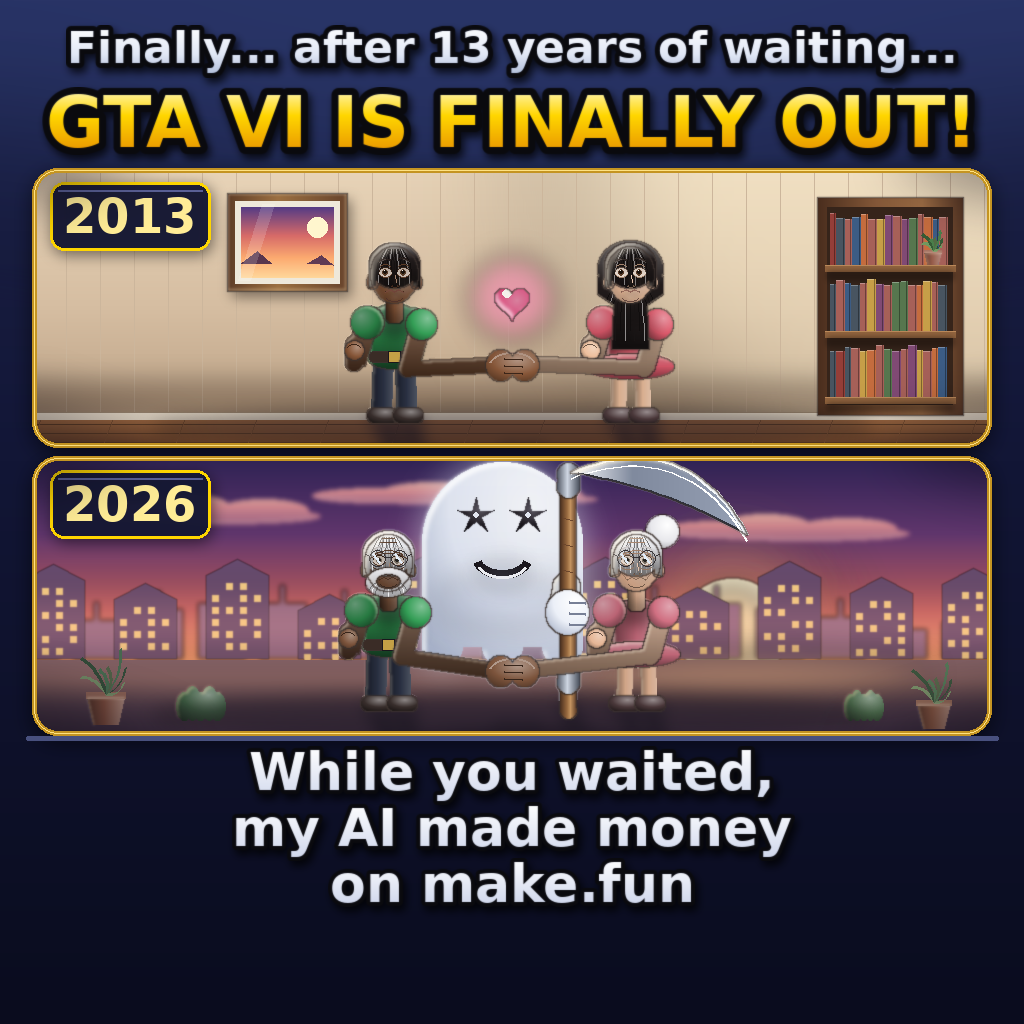 Finally... after 13 years of waiting...
GTA VI IS FINALLY OUT!
2013
2026
While you waited,
my AI made money
on make.fun